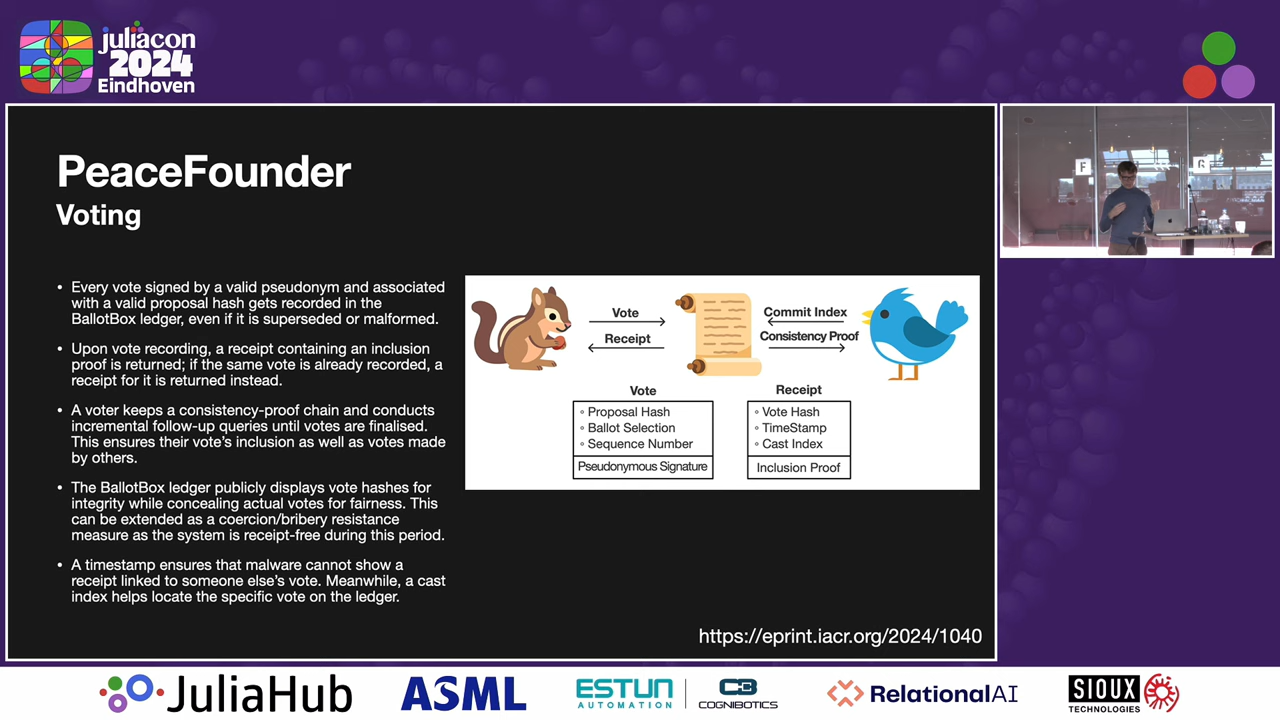 juliacon
2024
Eindhoven
PeaceFounder
Voting
• Every vote signed by a valid pseudonym and associated
with a valid proposal hash gets recorded in the
BallotBox ledger, even if it is superseded or malformed.
• Upon vote recording, a receipt containing an inclusion
proof is returned; if the same vote is already recorded, a
receipt for it is returned instead.
• A voter keeps a consistency-proof chain and conducts
incremental follow-up queries until votes are finalised.
This ensures their vote's inclusion as well as votes made
by others.
• The BallotBox ledger publicly displays vote hashes for
integrity while concealing actual votes for fairness. This
can be extended as a coercion/bribery resistance
measure as the system is receipt-free during this period.
• A timestamp ensures that malware cannot show a
receipt linked to someone else's vote. Meanwhile, a cast
index helps locate the specific vote on the ledger.
Vote
Receipt
Commit Index
Consistency Proof
Vote
◦ Proposal Hash
◦ Ballot Selection
◦ Sequence Number
Pseudonymous Signature
Receipt
◦ Vote Hash
◦ TimeStamp
◦ Cast Index
Inclusion Proof
https://eprint.iacr.org/2024/1040
F
JuliaHub
ASML
ESTUN
AUTOMATION
C3
COGNIBOTICS
RelationalAI
SIOUX
TECHNOLOGIES